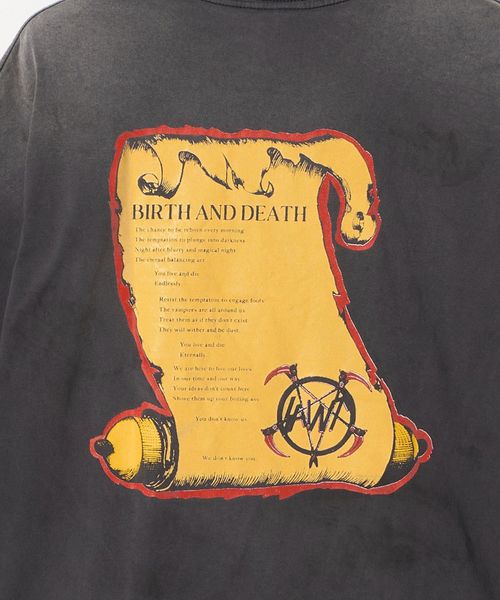 BIRTH AND DEATH
The chance to be reborn every morning
The temptation to plunge into darkness
Night after blurry and magical night
The eternal balancing act
You live and die
Endlessly
Resist the temptation to engage fools
The vampires are all around us
Treat them as if they don't exist
They will wither and be dust
You live and die
Eternally
We are here to live our lives
In our time and our way
Your ideas don't count here
Shove them up your fucking ass
You don't know us
We don't know you